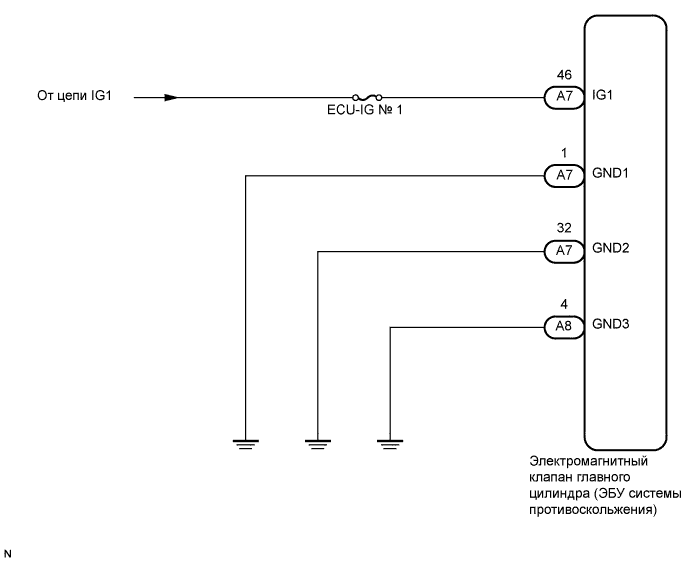 46
От цепи IG1
A7
IG1
ECU-IG № 1
1
A7
GND1
32
A7
GND2
4
A8
GND3
Электромагнитный
клапан главного
цилиндра (ЭБУ системы
противоскольжения)
N